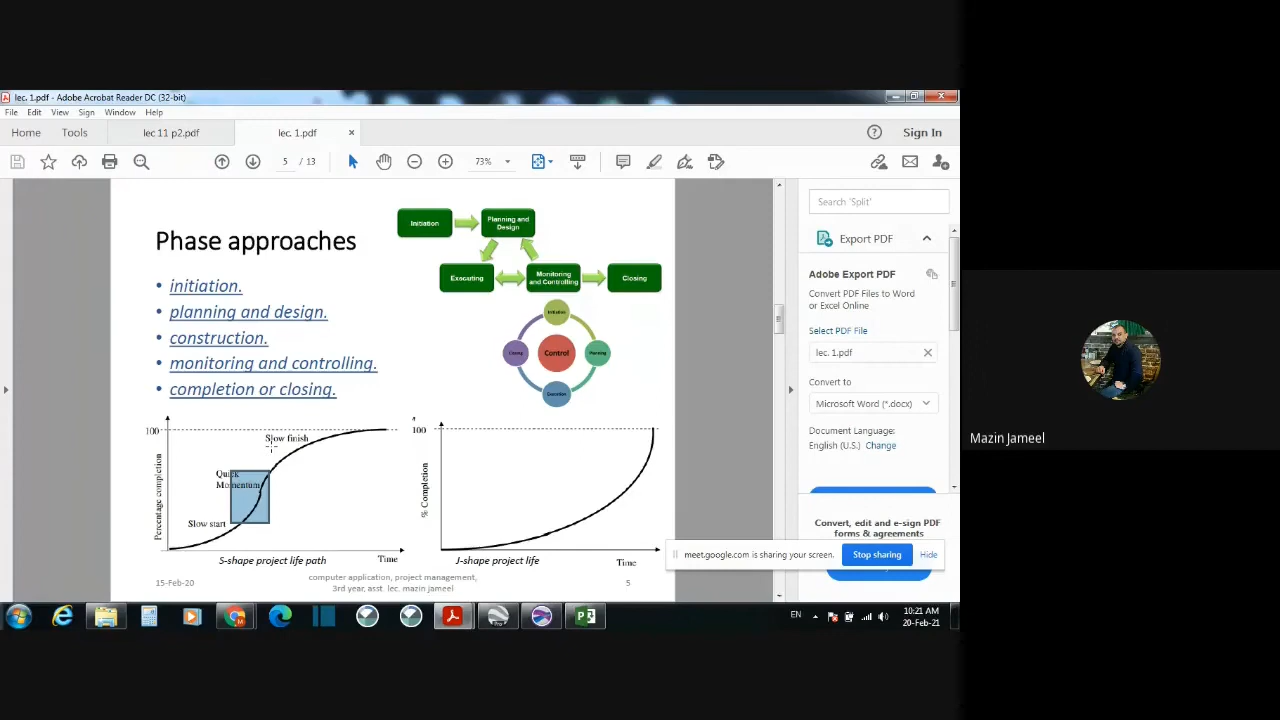 lec. 1.pdf - Adobe Acrobat Reader DC (32-bit)
File Edit View Sign Window Help
Home Tools lec 11 p2.pdf lec. 1.pdf × Sign In
5 / 13 73%
Phase approaches
• initiation.
• planning and design.
• construction.
• monitoring and controlling.
• completion or closing.
Initiation
Planning and
Design
Executing
Monitoring
and Controlling
Closing
Initiation
Closing
Control
Planning
Execution
100
Percentage completion
Slow finish
Quick
Momentum
Slow start
Time
S-shape project life path
100
% Completion
Time
J-shape project life
15-Feb-20
computer application, project management,
3rd year, asst. lec. mazin jameel
5
Search 'Split'
Export PDF
Adobe Export PDF
Convert PDF Files to Word
or Excel Online
Select PDF File
lec. 1.pdf
Convert to
Microsoft Word (*.docx)
Document Language:
English (U.S.) Change
Convert, edit and e-sign PDF
forms & agreements
meet.google.com is sharing your screen. Stop sharing Hide
EN
10:21 AM
20-Feb-21
Mazin Jameel